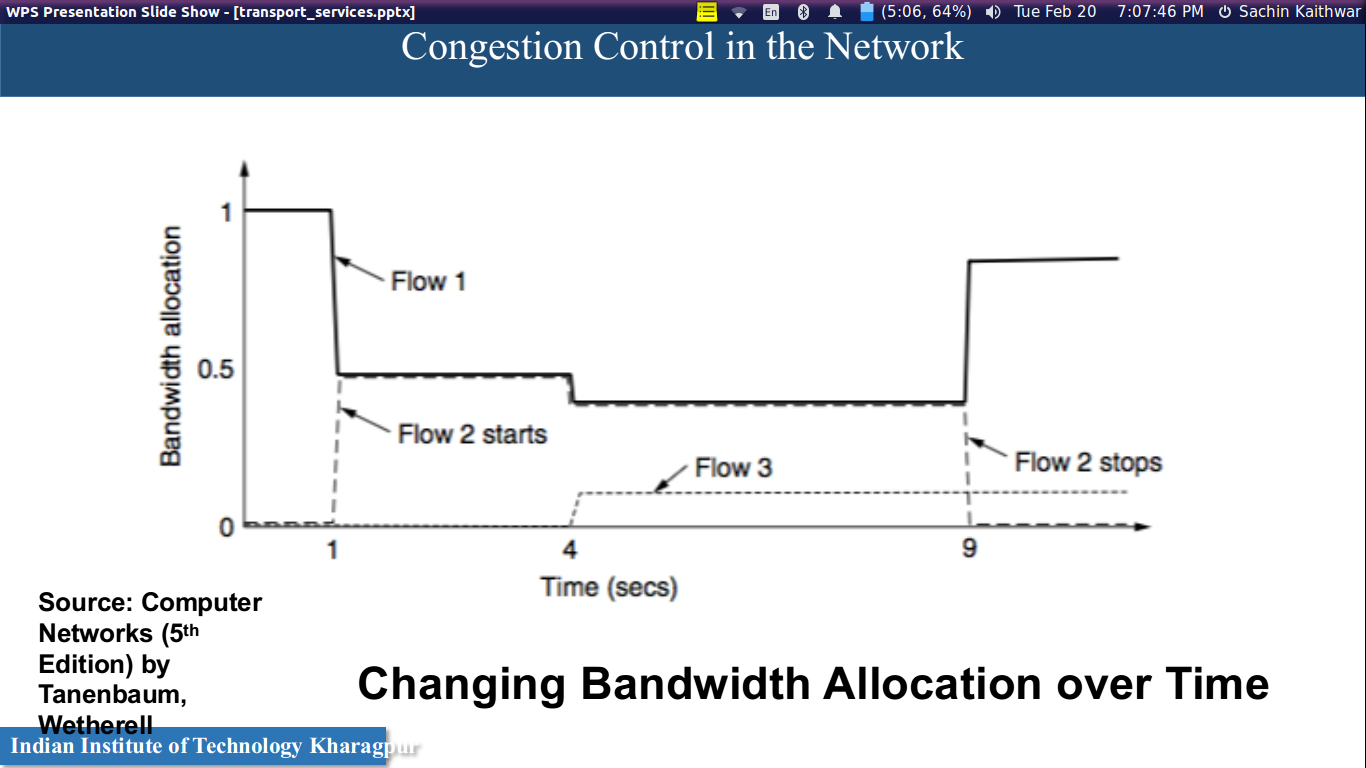 WPS Presentation Slide Show - [transport_services.pptx]
En
(5:06, 64%)
Tue Feb 20
7:07:46 PM
Sachin Kaithwar
Congestion Control in the Network
Bandwidth allocation
1
Flow 1
0.5
Flow 2 starts
Flow 3
Flow 2 stops
0
1
4
9
Time (secs)
Source: Computer
Networks (5th
Edition) by
Tanenbaum,
Wetherell
Changing Bandwidth Allocation over Time
Indian Institute of Technology Kharagpur